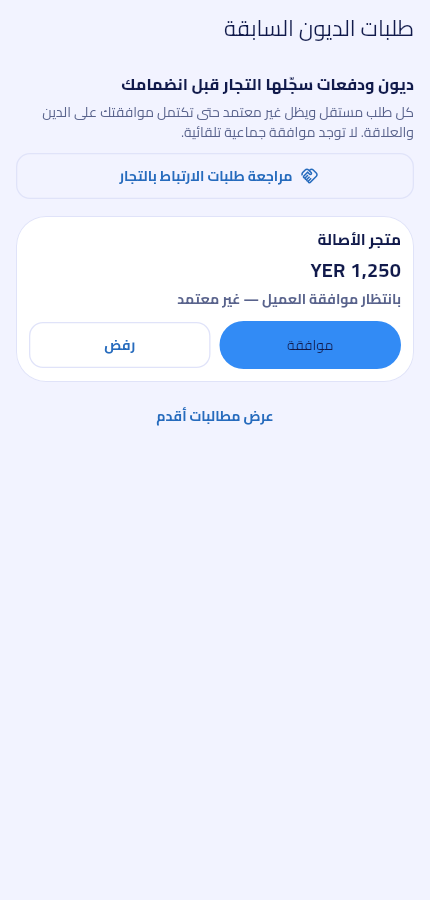 طلبات الديون السابقة
ديون ودفعات سجّلها التجار قبل انضمامك
كل طلب مستقل ويظل غير معتمد حتى تكتمل موافقتك على الدين
والعلاقة. لا توجد موافقة جماعية تلقائية.
مراجعة طلبات الارتباط بالتجار
متجر الأصالة
YER 1,250
بانتظار موافقة العميل — غير معتمد
موافقة
رفض
عرض مطالبات أقدم